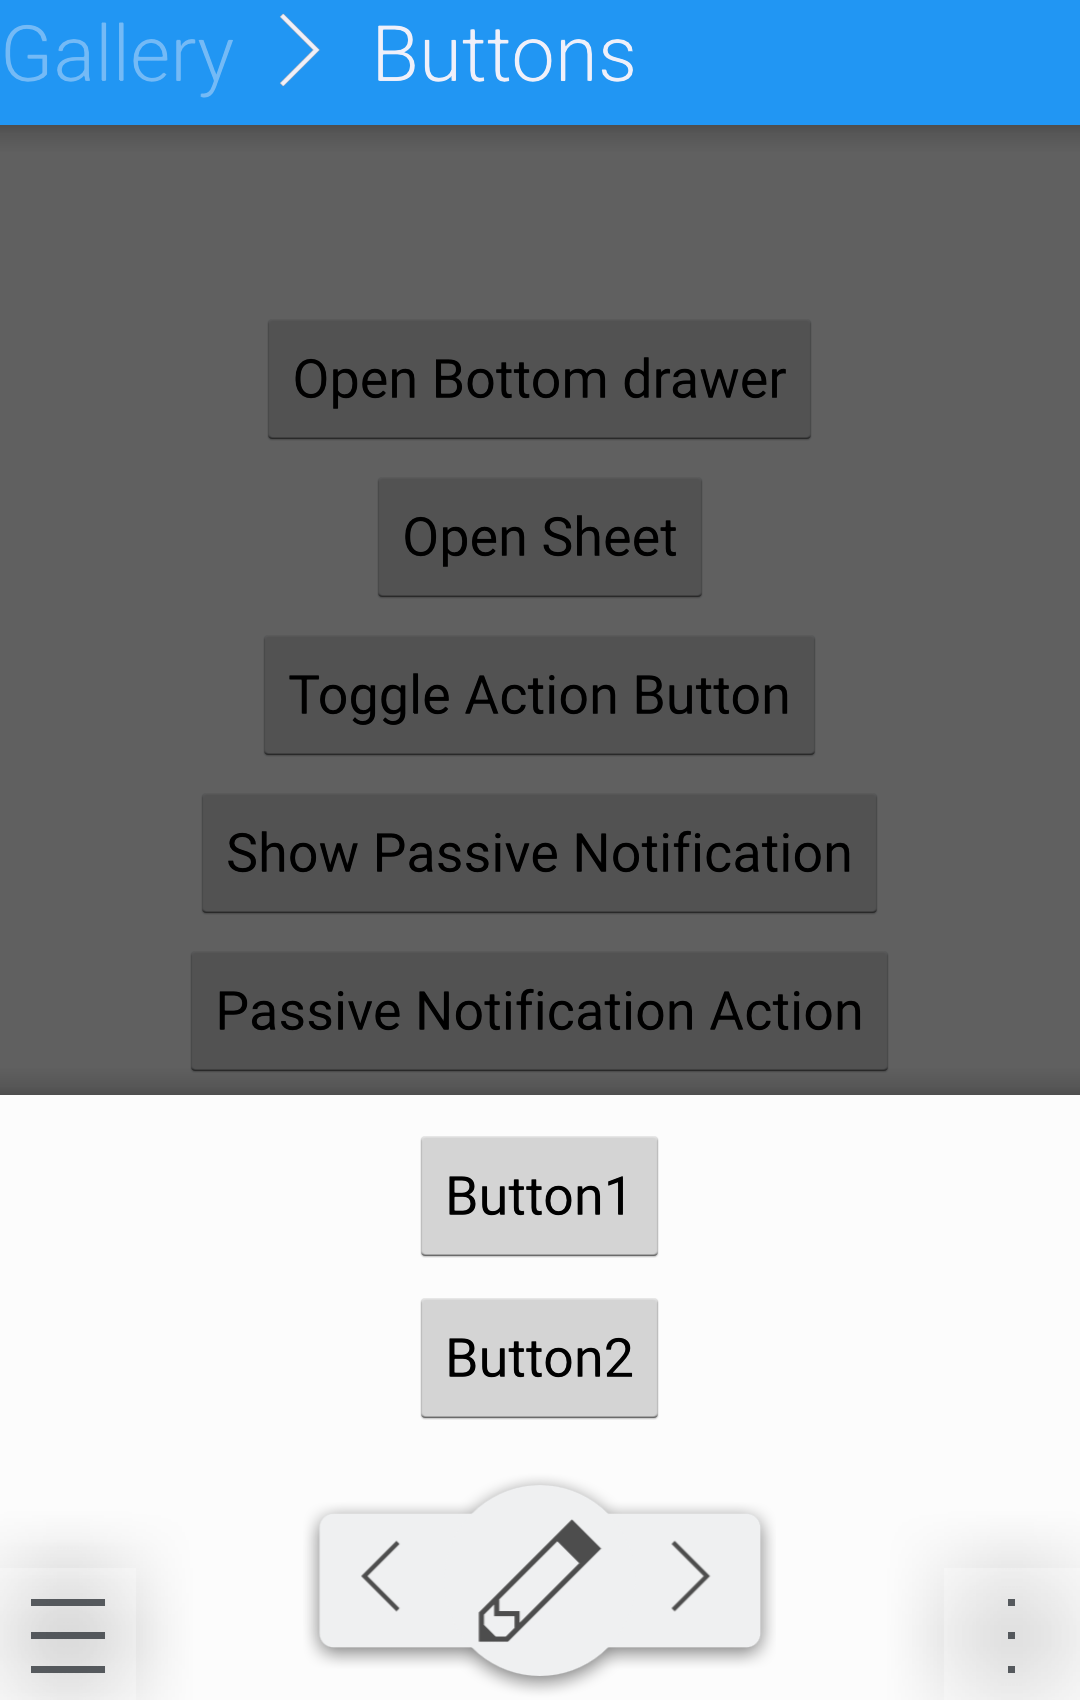 Gallery > Buttons
Open Bottom drawer
Open Sheet
Toggle Action Button
Show Passive Notification
Passive Notification Action
Button1
Button2